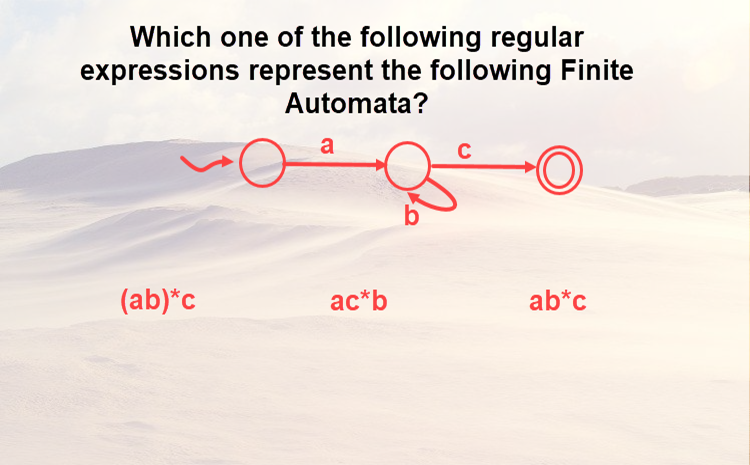 Which one of the following regular
expressions represent the following Finite
Automata?
a
c
b
(ab)*c
ac*b
ab*c